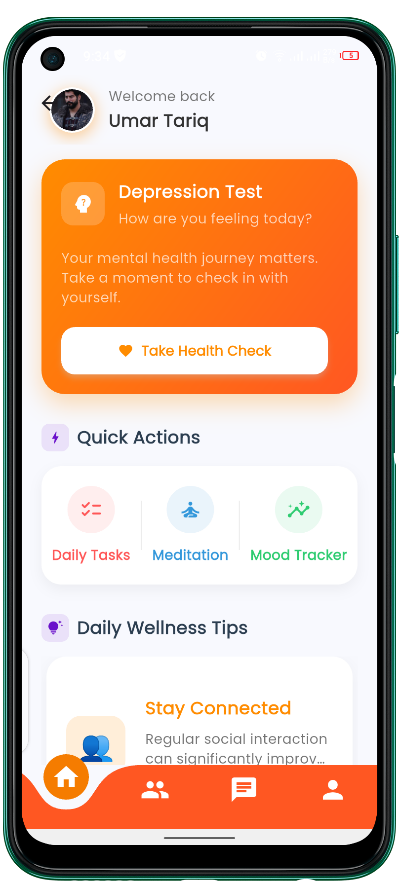 9:34
5
Welcome back
Umar Tariq
Depression Test
How are you feeling today?
Your mental health journey matters.
Take a moment to check in with
yourself.
Take Health Check
Quick Actions
Daily Tasks
Meditation
Mood Tracker
Daily Wellness Tips
Stay Connected
Regular social interaction
can significantly improv...